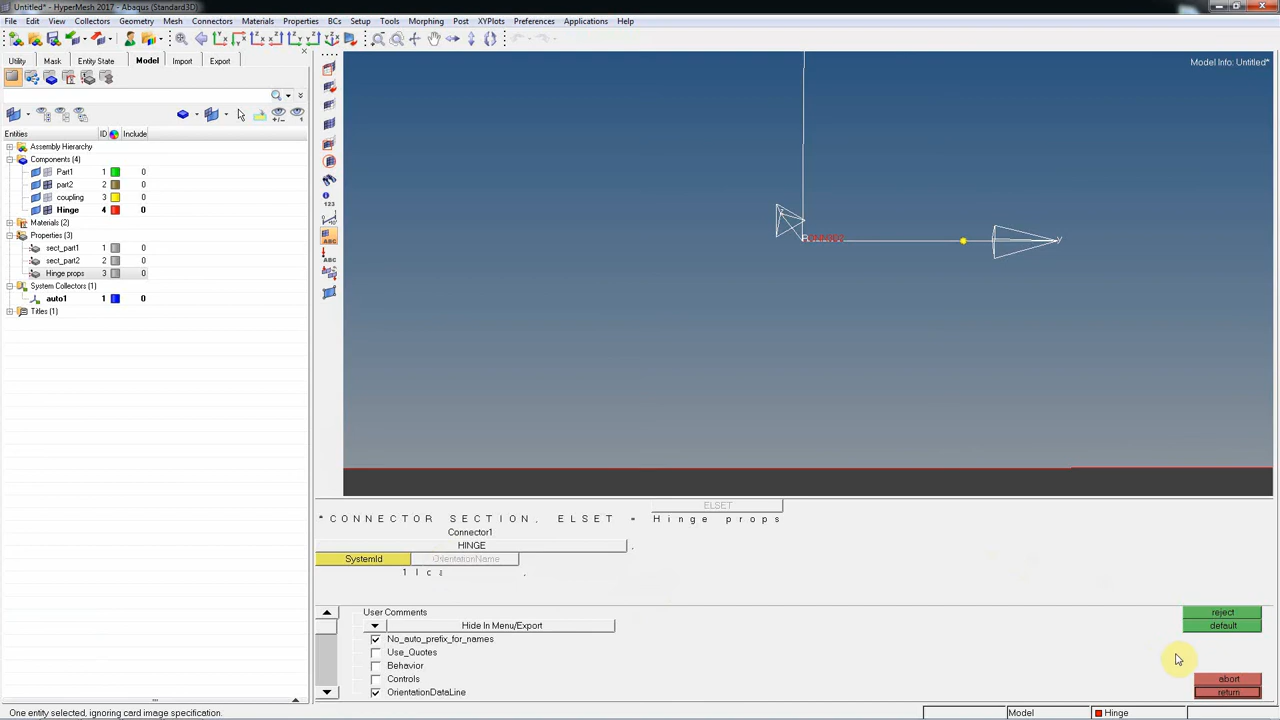 Untitled* - HyperMesh 2017 - Abaqus (Standard3D)
File Edit View Collectors Geometry Mesh Connectors Materials Properties BCs Setup Tools Morphing Post XYPlots Preferences Applications Help
Utility Mask Entity State Model Import Export
Model Info: Untitled*
Entities ID Include
Assembly Hierarchy
Components (4)
Part1 1 0
part2 2 0
coupling 3 0
Hinge 4 0
Materials (2)
Properties (3)
sect_part1 1 0
sect_part2 2 0
Hinge props 3 0
System Collectors (1)
auto1 1 0
Titles (1)
123
ABC
ABC
y
ELSET
*CONNECTOR SECTION, ELSET = Hinge props
Connector1
HINGE ,
SystemId OrientationName
1lca ,
User Comments
Hide In Menu/Export
No_auto_prefix_for_names
Use_Quotes
Behavior
Controls
OrientationDataLine
reject
default
abort
return
One entity selected, ignoring card image specification.
Model
Hinge